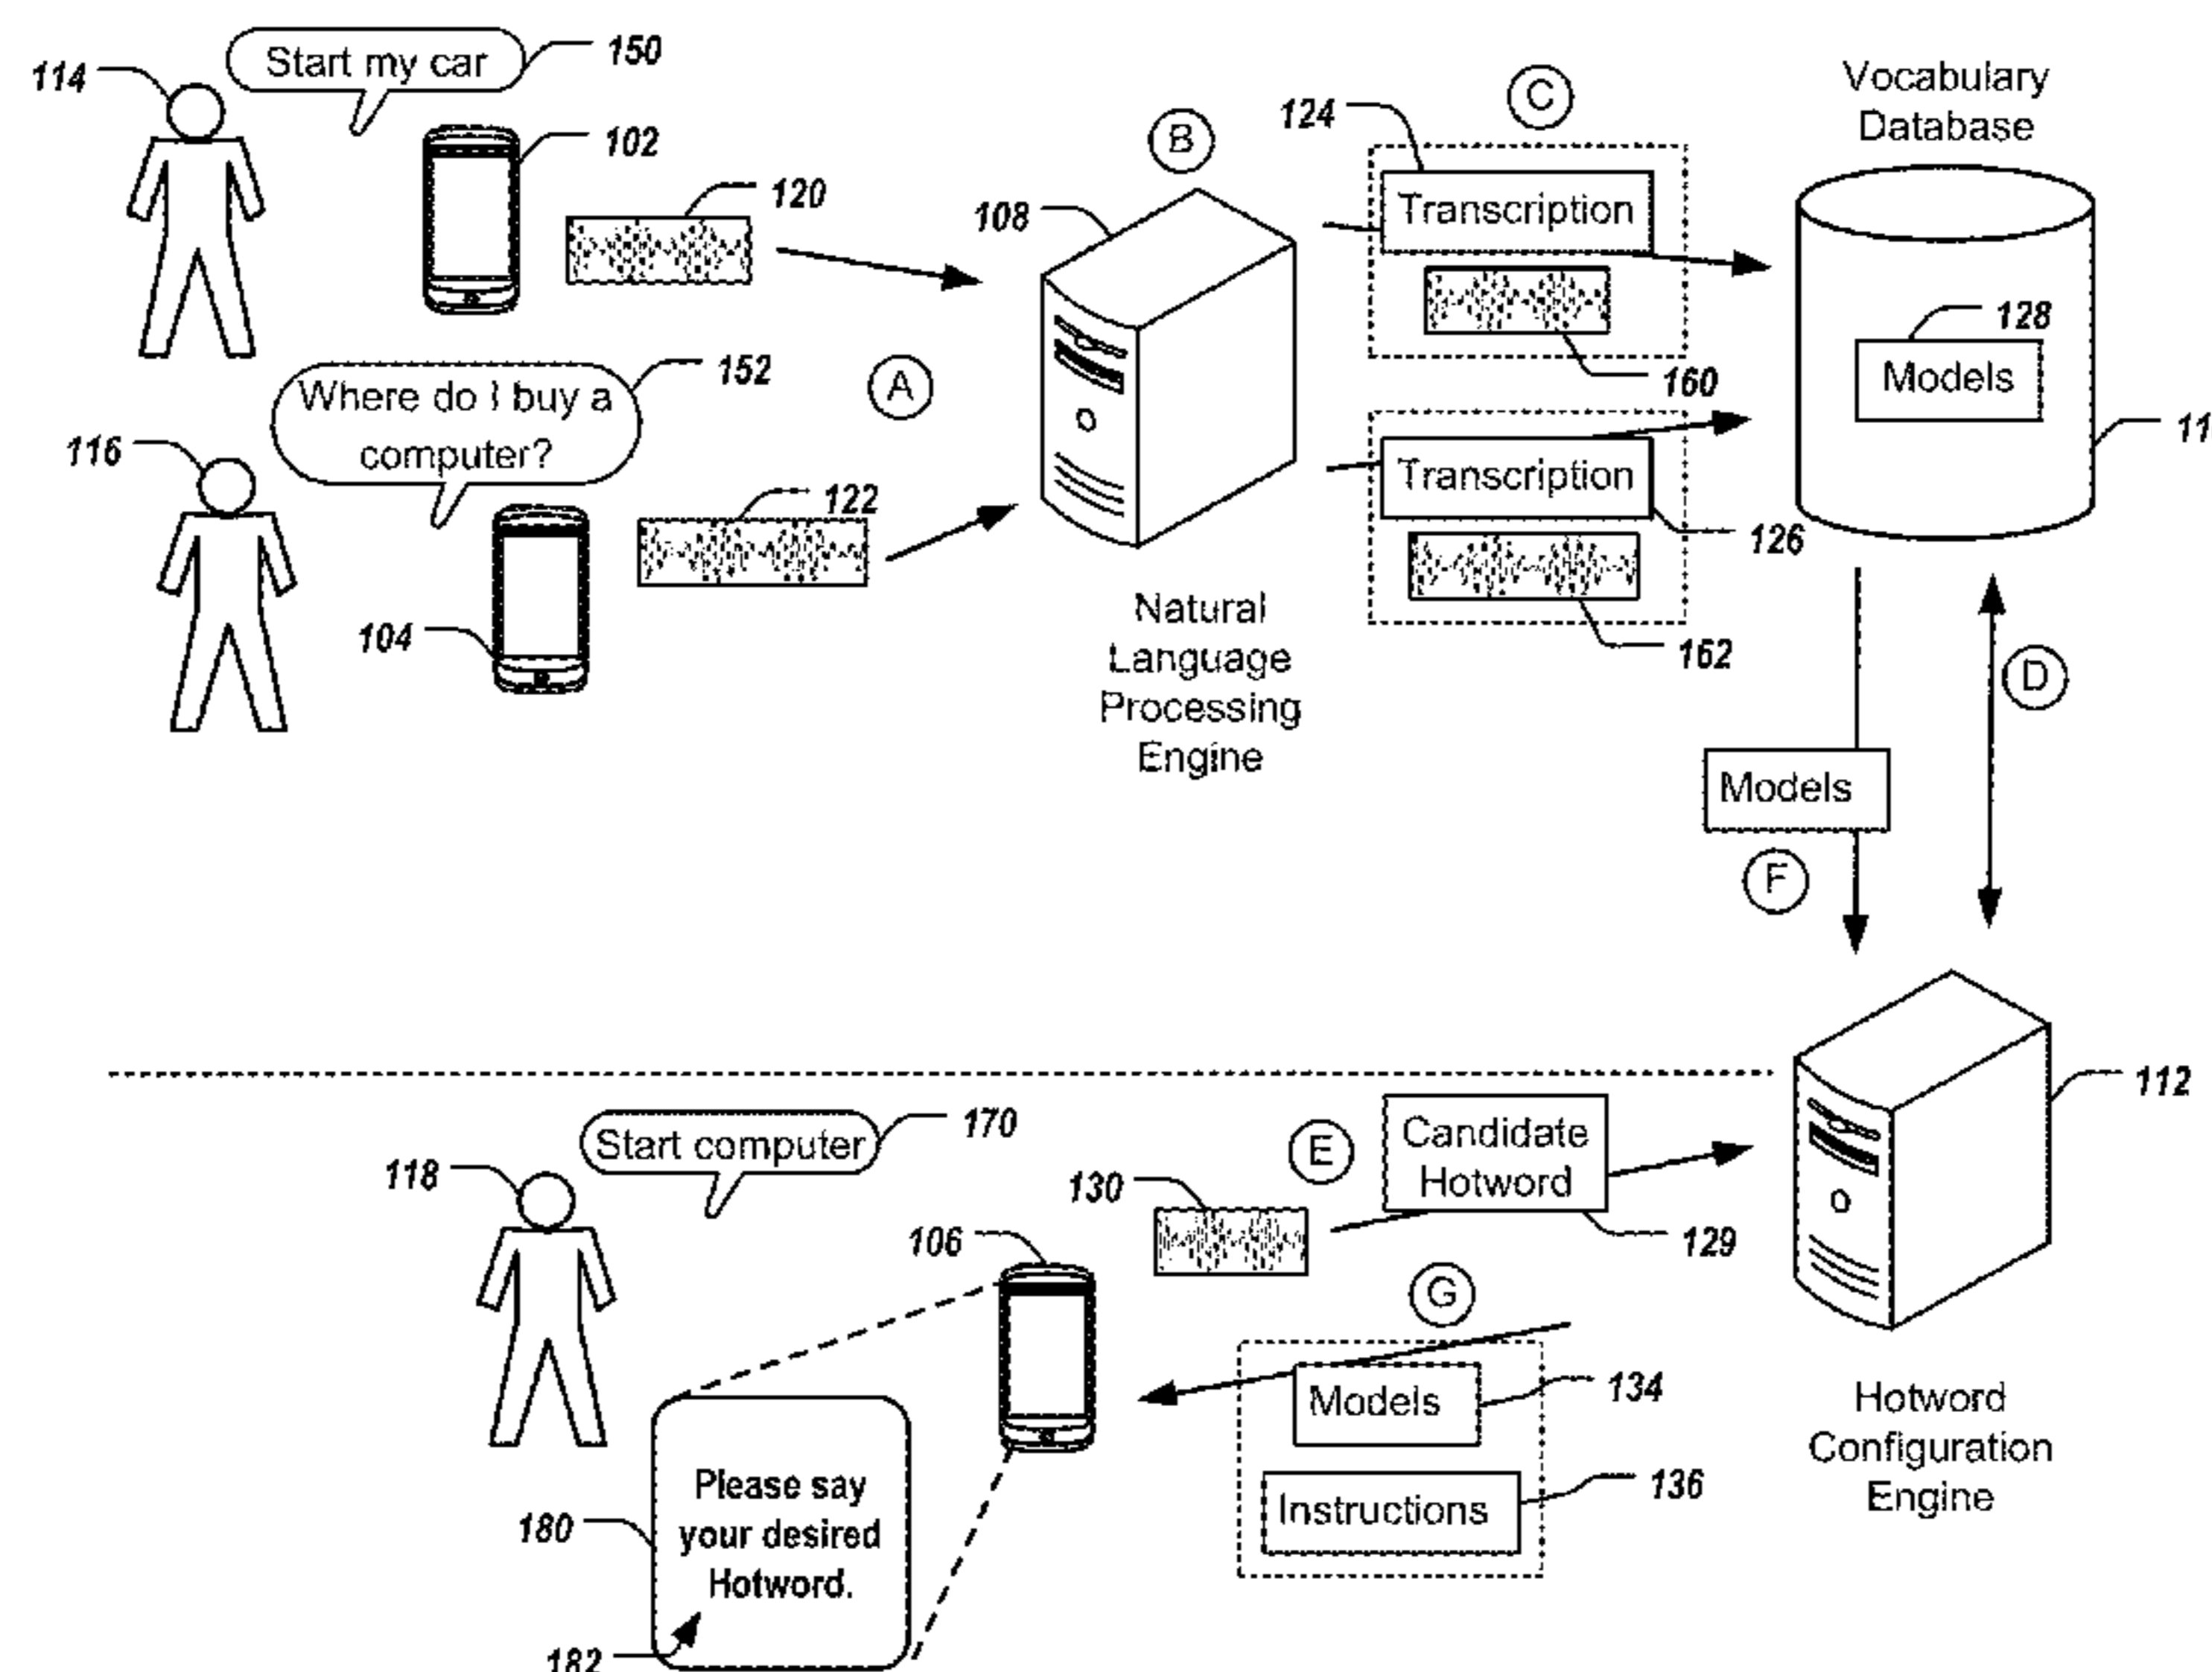 Start my car
150
114
102
120
Where do I buy a
computer?
152
116
122
104
A
B
108
Natural
Language
Processing
Engine
C
124
Transcription
160
Transcription
126
162
Vocabulary
Database
128
Models
11
D
Models
F
112
Hotword
Configuration
Engine
Start computer
170
118
130
E
Candidate
Hotword
129
106
G
Models
134
Instructions
136
180
Please say
your desired
Hotword.
182